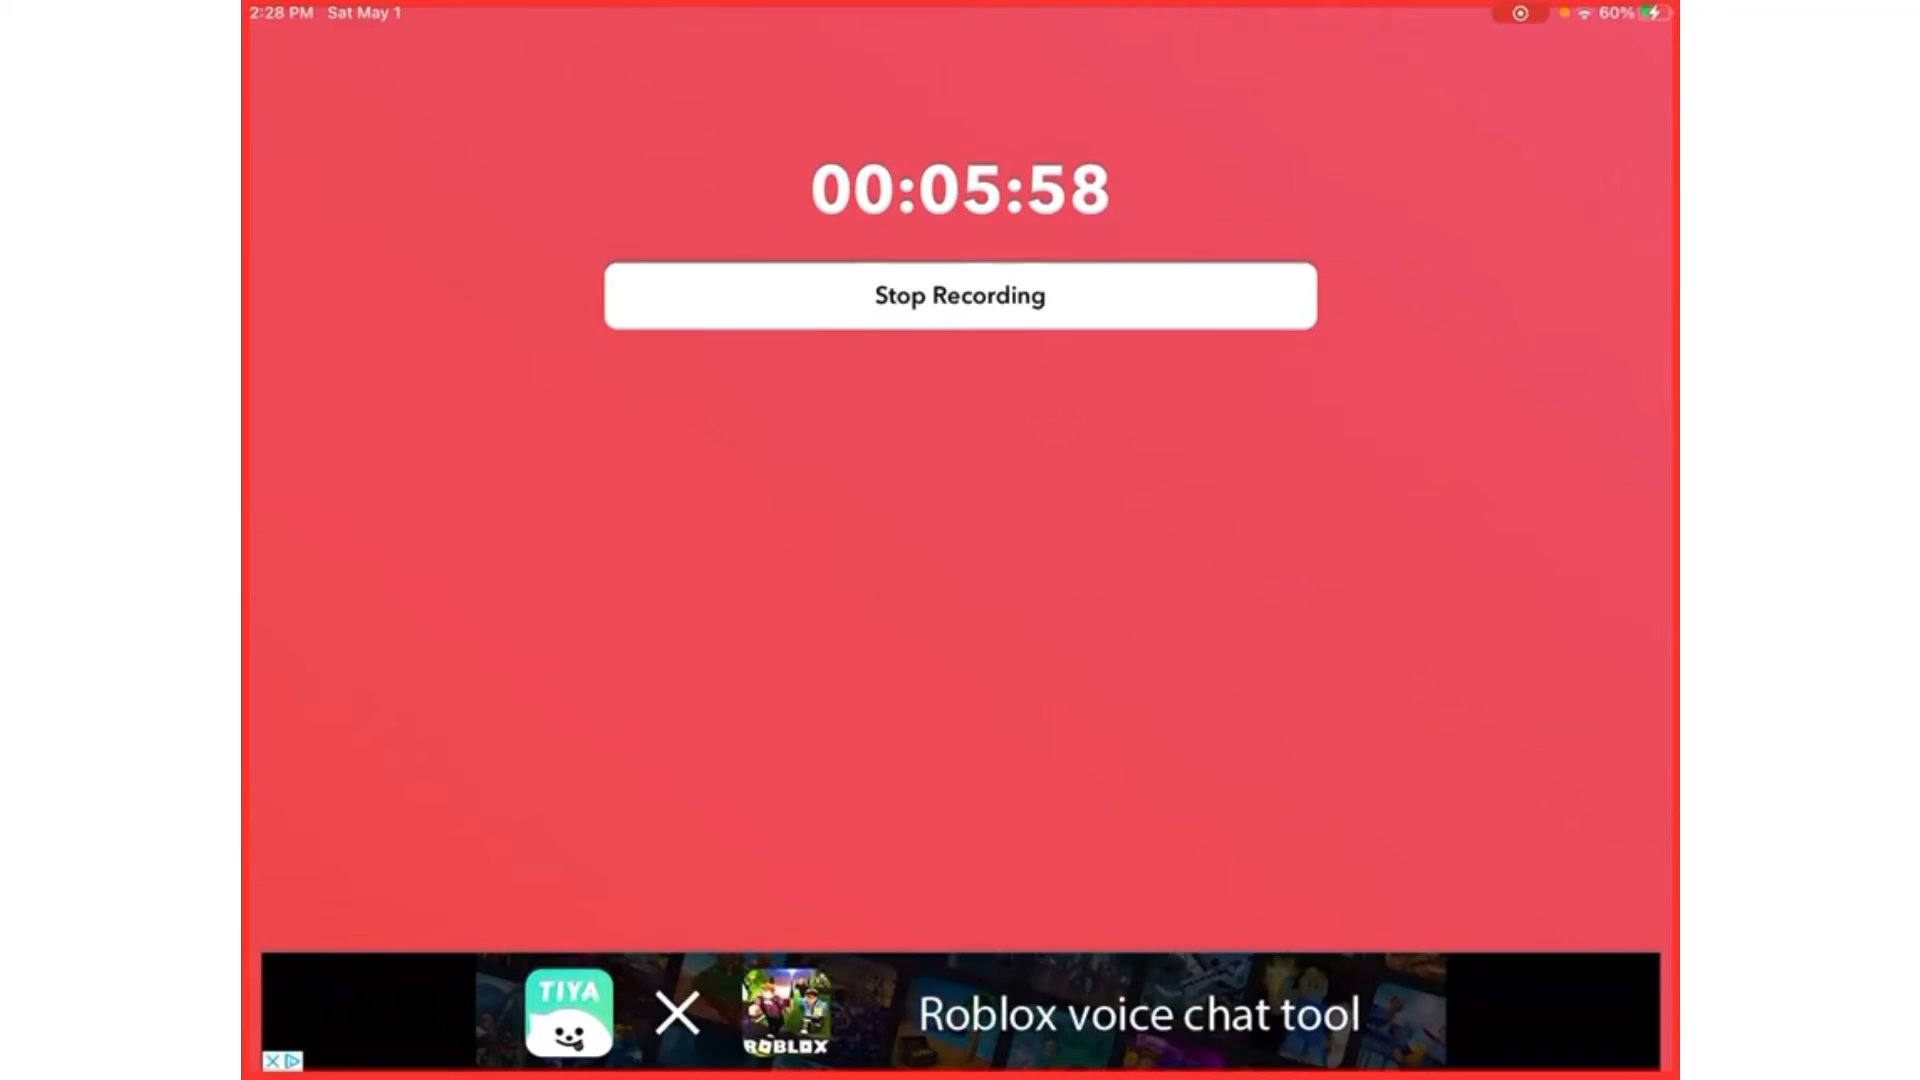 2:28 PM Sat May 1
60%
00:05:58
Stop Recording
TIYA
ROBLOX
Roblox voice chat tool